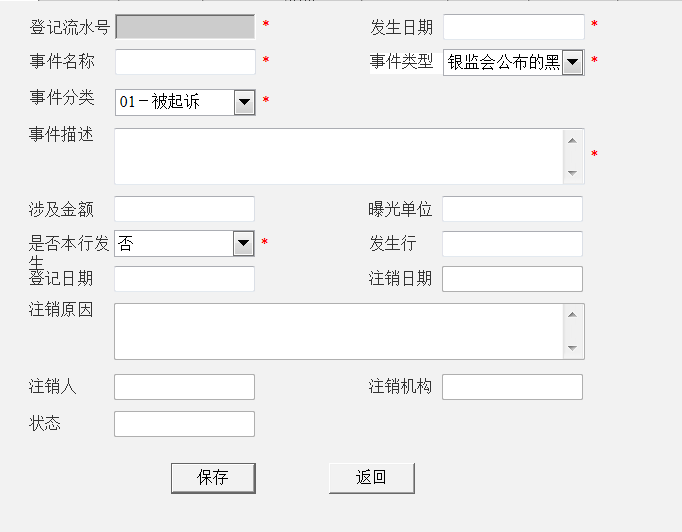 登记流水号 * 发生日期 *
事件名称 * 事件类型 银监会公布的黑 *
事件分类 01－被起诉 *
事件描述 *
涉及金额 曝光单位
是否本行发生 否 * 发生行
登记日期 注销日期
注销原因
注销人 注销机构
状态
保存 返回